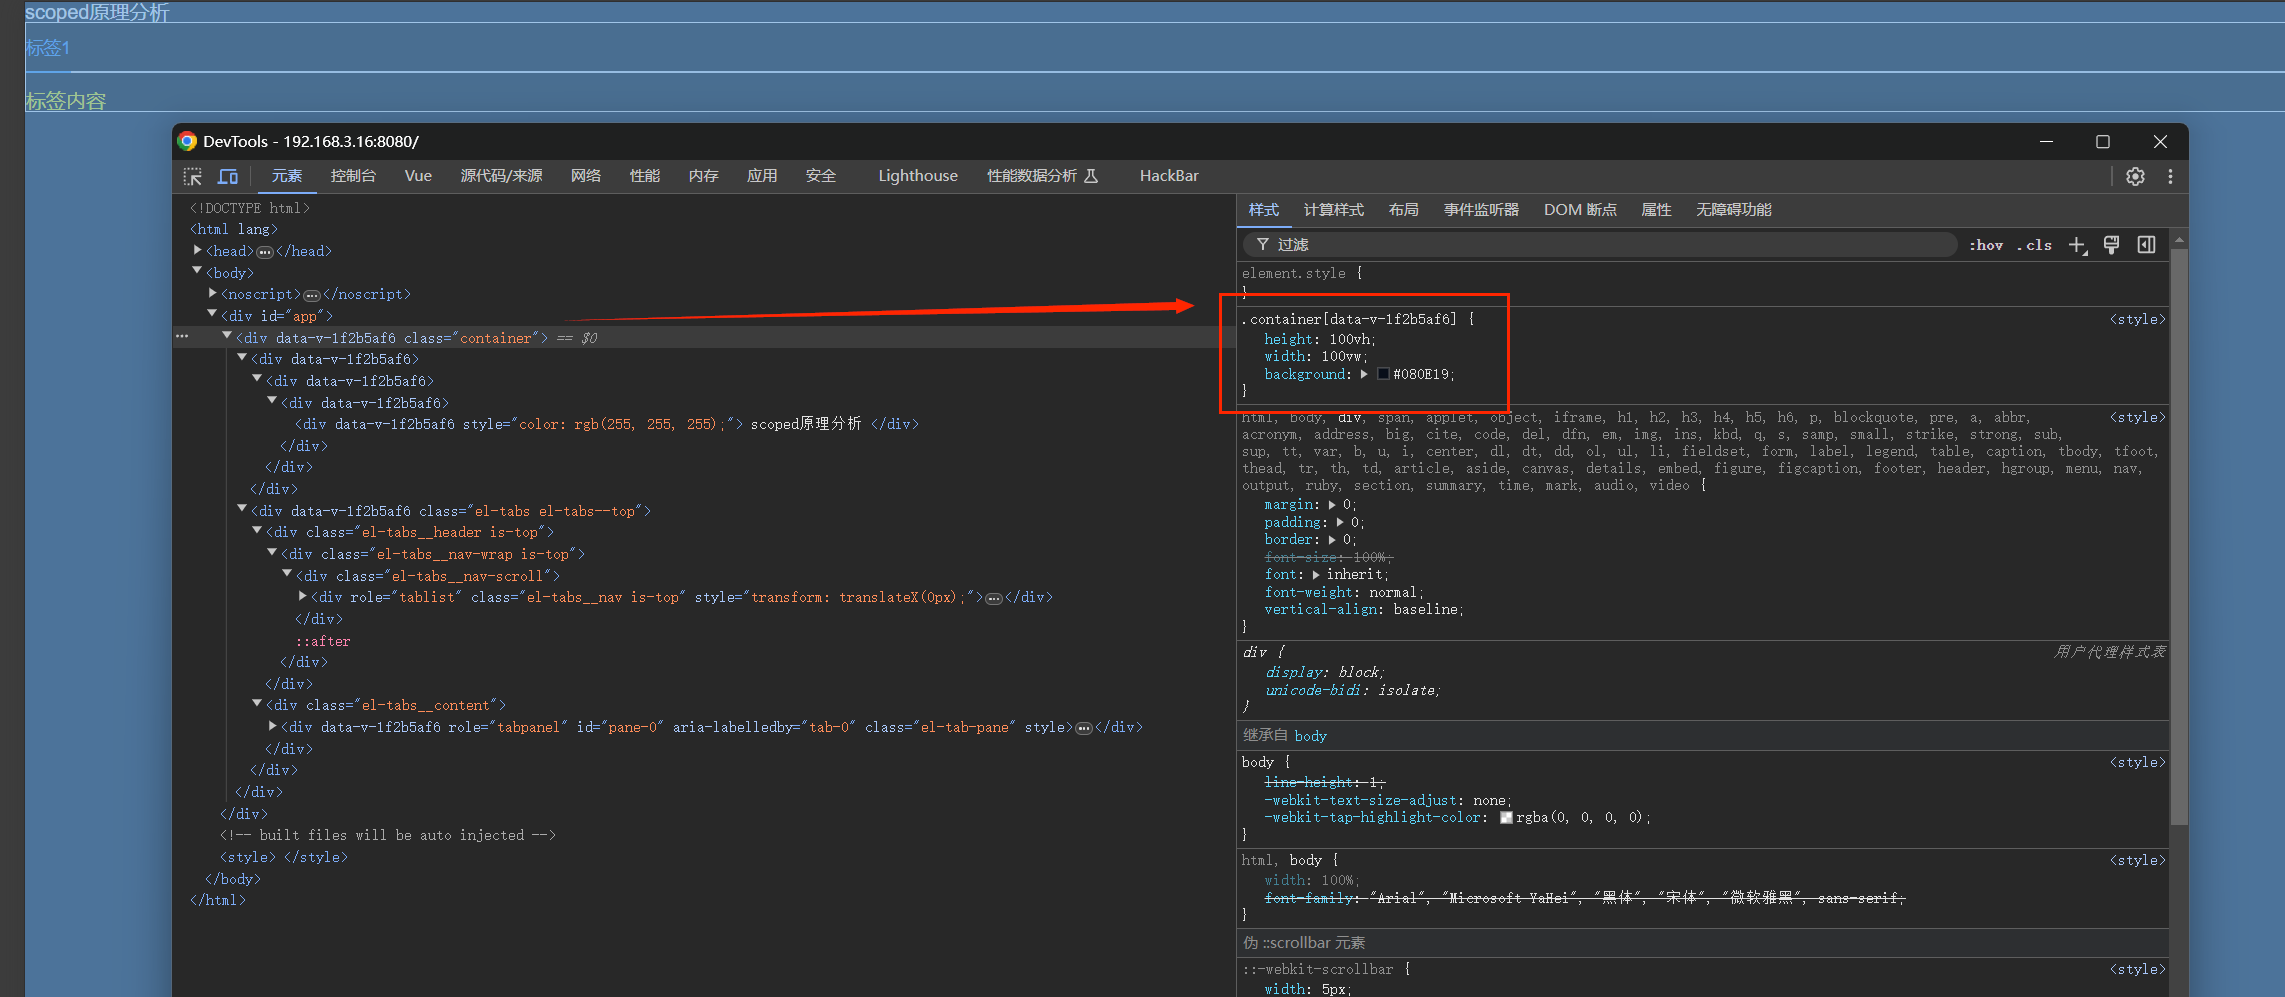 scoped原理分析
标签1
标签内容
DevTools - 192.168.3.16:8080/
元素 控制台 Vue 源代码/来源 网络 性能 内存 应用 安全 Lighthouse 性能数据分析 HackBar
<!DOCTYPE html>
<html lang>
<head>…</head>
<body>
<noscript>…</noscript>
<div id="app">
<div data-v-1f2b5af6 class="container"> == $0
<div data-v-1f2b5af6>
<div data-v-1f2b5af6>
<div data-v-1f2b5af6>
<div data-v-1f2b5af6 style="color: rgb(255, 255, 255);"> scoped原理分析 </div>
</div>
</div>
</div>
<div data-v-1f2b5af6 class="el-tabs el-tabs--top">
<div class="el-tabs__header is-top">
<div class="el-tabs__nav-wrap is-top">
<div class="el-tabs__nav-scroll">
<div role="tablist" class="el-tabs__nav is-top" style="transform: translateX(0px);">…</div>
</div>
::after
</div>
</div>
<div class="el-tabs__content">
<div data-v-1f2b5af6 role="tabpanel" id="pane-0" aria-labelledby="tab-0" class="el-tab-pane" style>…</div>
</div>
</div>
</div>
</div>
<!-- built files will be auto injected -->
<style> </style>
</body>
</html>
样式 计算样式 布局 事件监听器 DOM 断点 属性 无障碍功能
过滤 :hov .cls
element.style {
}
.container[data-v-1f2b5af6] { <style>
height: 100vh;
width: 100vw;
background: #080E19;
}
html, body, div, span, applet, object, iframe, h1, h2, h3, h4, h5, h6, p, blockquote, pre, a, abbr, <style>
acronym, address, big, cite, code, del, dfn, em, img, ins, kbd, q, s, samp, small, strike, strong, sub,
sup, tt, var, b, u, i, center, dl, dt, dd, ol, ul, li, fieldset, form, label, legend, table, caption, tbody, tfoot,
thead, tr, th, td, article, aside, canvas, details, embed, figure, figcaption, footer, header, hgroup, menu, nav,
output, ruby, section, summary, time, mark, audio, video {
margin: 0;
padding: 0;
border: 0;
font-size: 100%;
font: inherit;
font-weight: normal;
vertical-align: baseline;
}
div { 用户代理样式表
display: block;
unicode-bidi: isolate;
}
继承自 body
body { <style>
line-height: 1;
-webkit-text-size-adjust: none;
-webkit-tap-highlight-color: rgba(0, 0, 0, 0);
}
html, body { <style>
width: 100%;
font-family: "Arial", "Microsoft YaHei", "黑体", "宋体", "微软雅黑", sans-serif;
}
伪 ::scrollbar 元素
::-webkit-scrollbar { <style>
width: 5px;